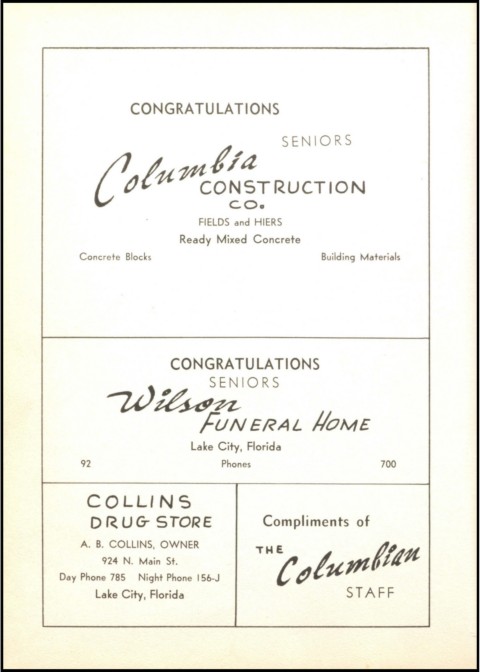 CONGRATULATIONS
SENIORS
Columbia
CONSTRUCTION
CO.
FIELDS and HIERS
Ready Mixed Concrete
Concrete Blocks Building Materials
CONGRATULATIONS
SENIORS
Wilson
FUNERAL HOME
Lake City, Florida
92 Phones 700
COLLINS
DRUG STORE
A. B. COLLINS, OWNER
924 N. Main St.
Day Phone 785 Night Phone 156-J
Lake City, Florida
Compliments of
THE
Columbian
STAFF